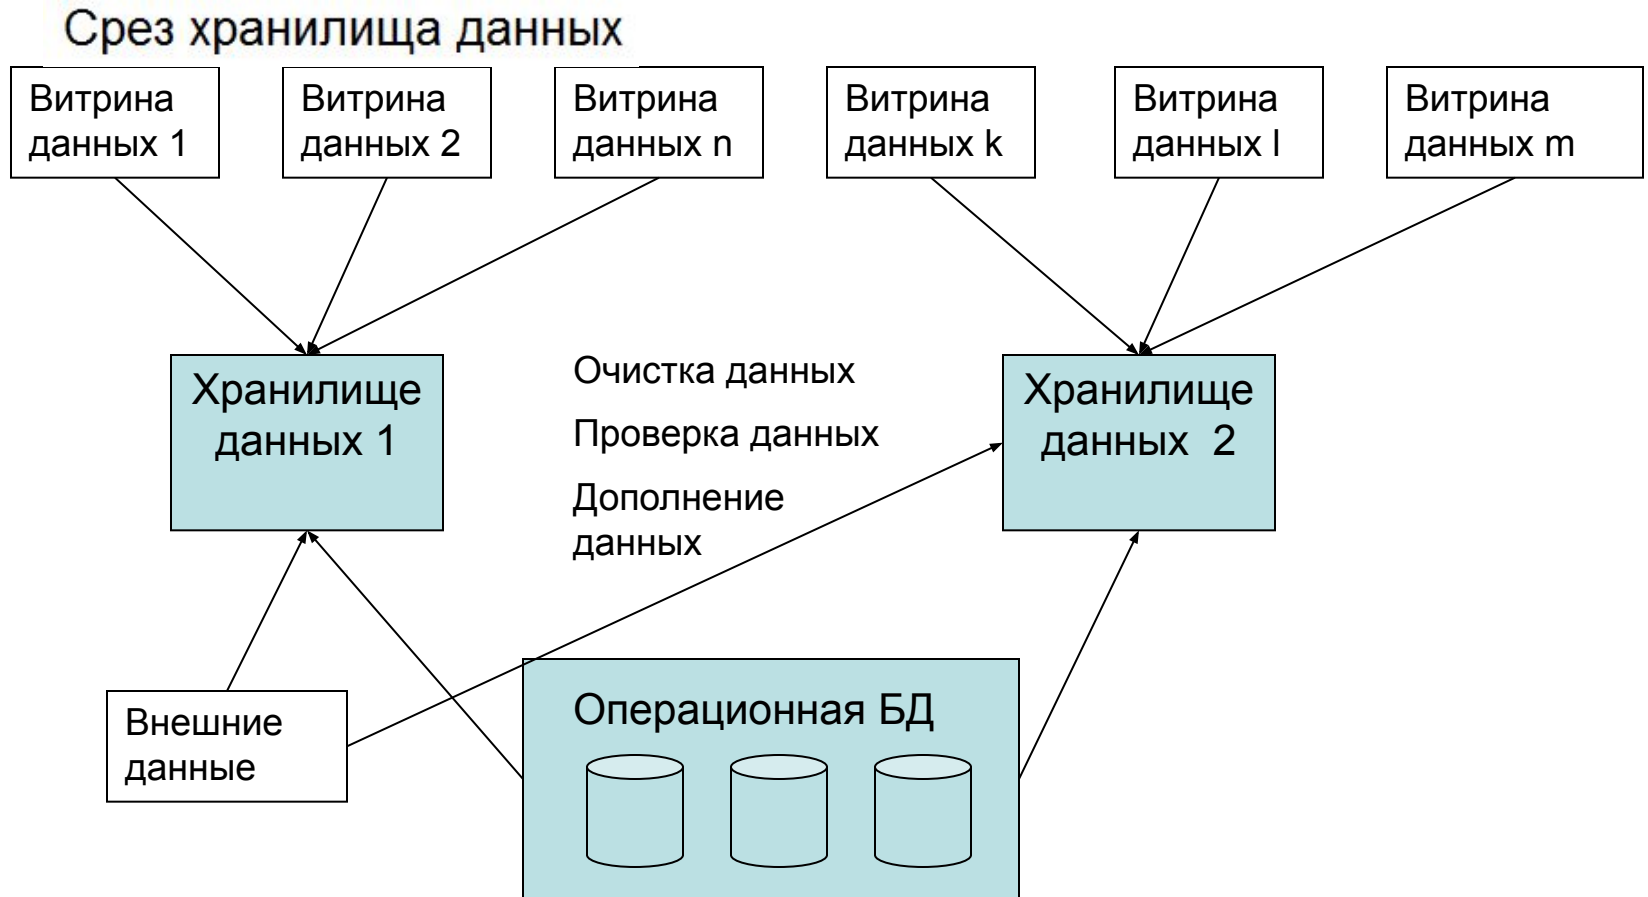 Срез хранилища данных
Витрина
данных 1
Витрина
данных 2
Витрина
данных n
Витрина
данных k
Витрина
данных l
Витрина
данных m
Хранилище
данных 1
Очистка данных
Проверка данных
Дополнение
данных
Хранилище
данных 2
Внешние
данные
Операционная БД